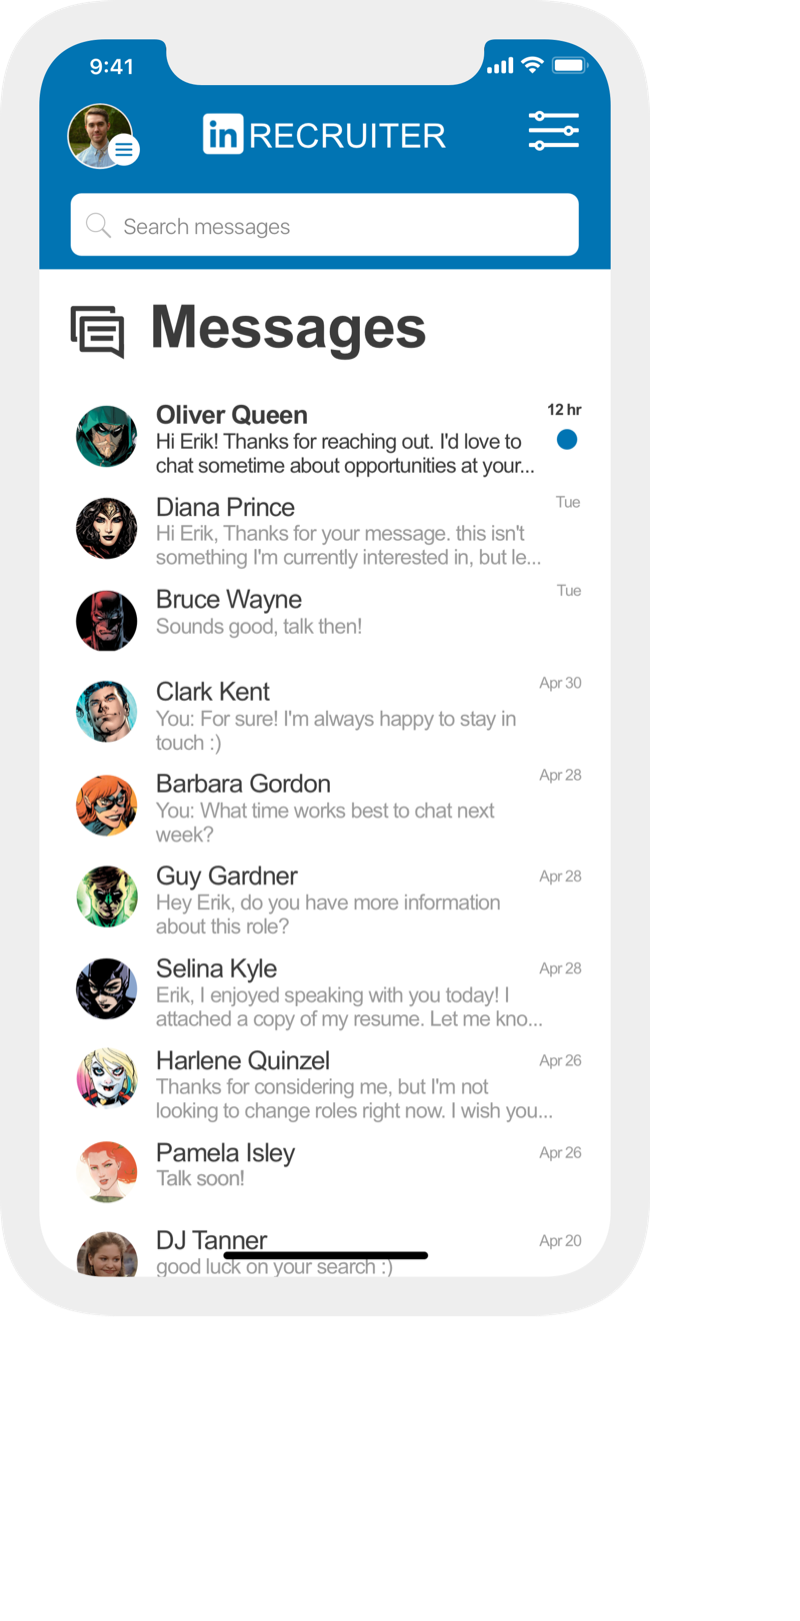 9:41
in RECRUITER
Search messages
Messages
Oliver Queen
12 hr
Hi Erik! Thanks for reaching out. I'd love to
chat sometime about opportunities at your...
Diana Prince
Tue
Hi Erik, Thanks for your message. this isn't
something I'm currently interested in, but le...
Bruce Wayne
Tue
Sounds good, talk then!
Clark Kent
Apr 30
You: For sure! I'm always happy to stay in
touch :)
Barbara Gordon
Apr 28
You: What time works best to chat next
week?
Guy Gardner
Apr 28
Hey Erik, do you have more information
about this role?
Selina Kyle
Apr 28
Erik, I enjoyed speaking with you today! I
attached a copy of my resume. Let me kno...
Harlene Quinzel
Apr 26
Thanks for considering me, but I'm not
looking to change roles right now. I wish you...
Pamela Isley
Apr 26
Talk soon!
DJ Tanner
Apr 20
good luck on your search :)